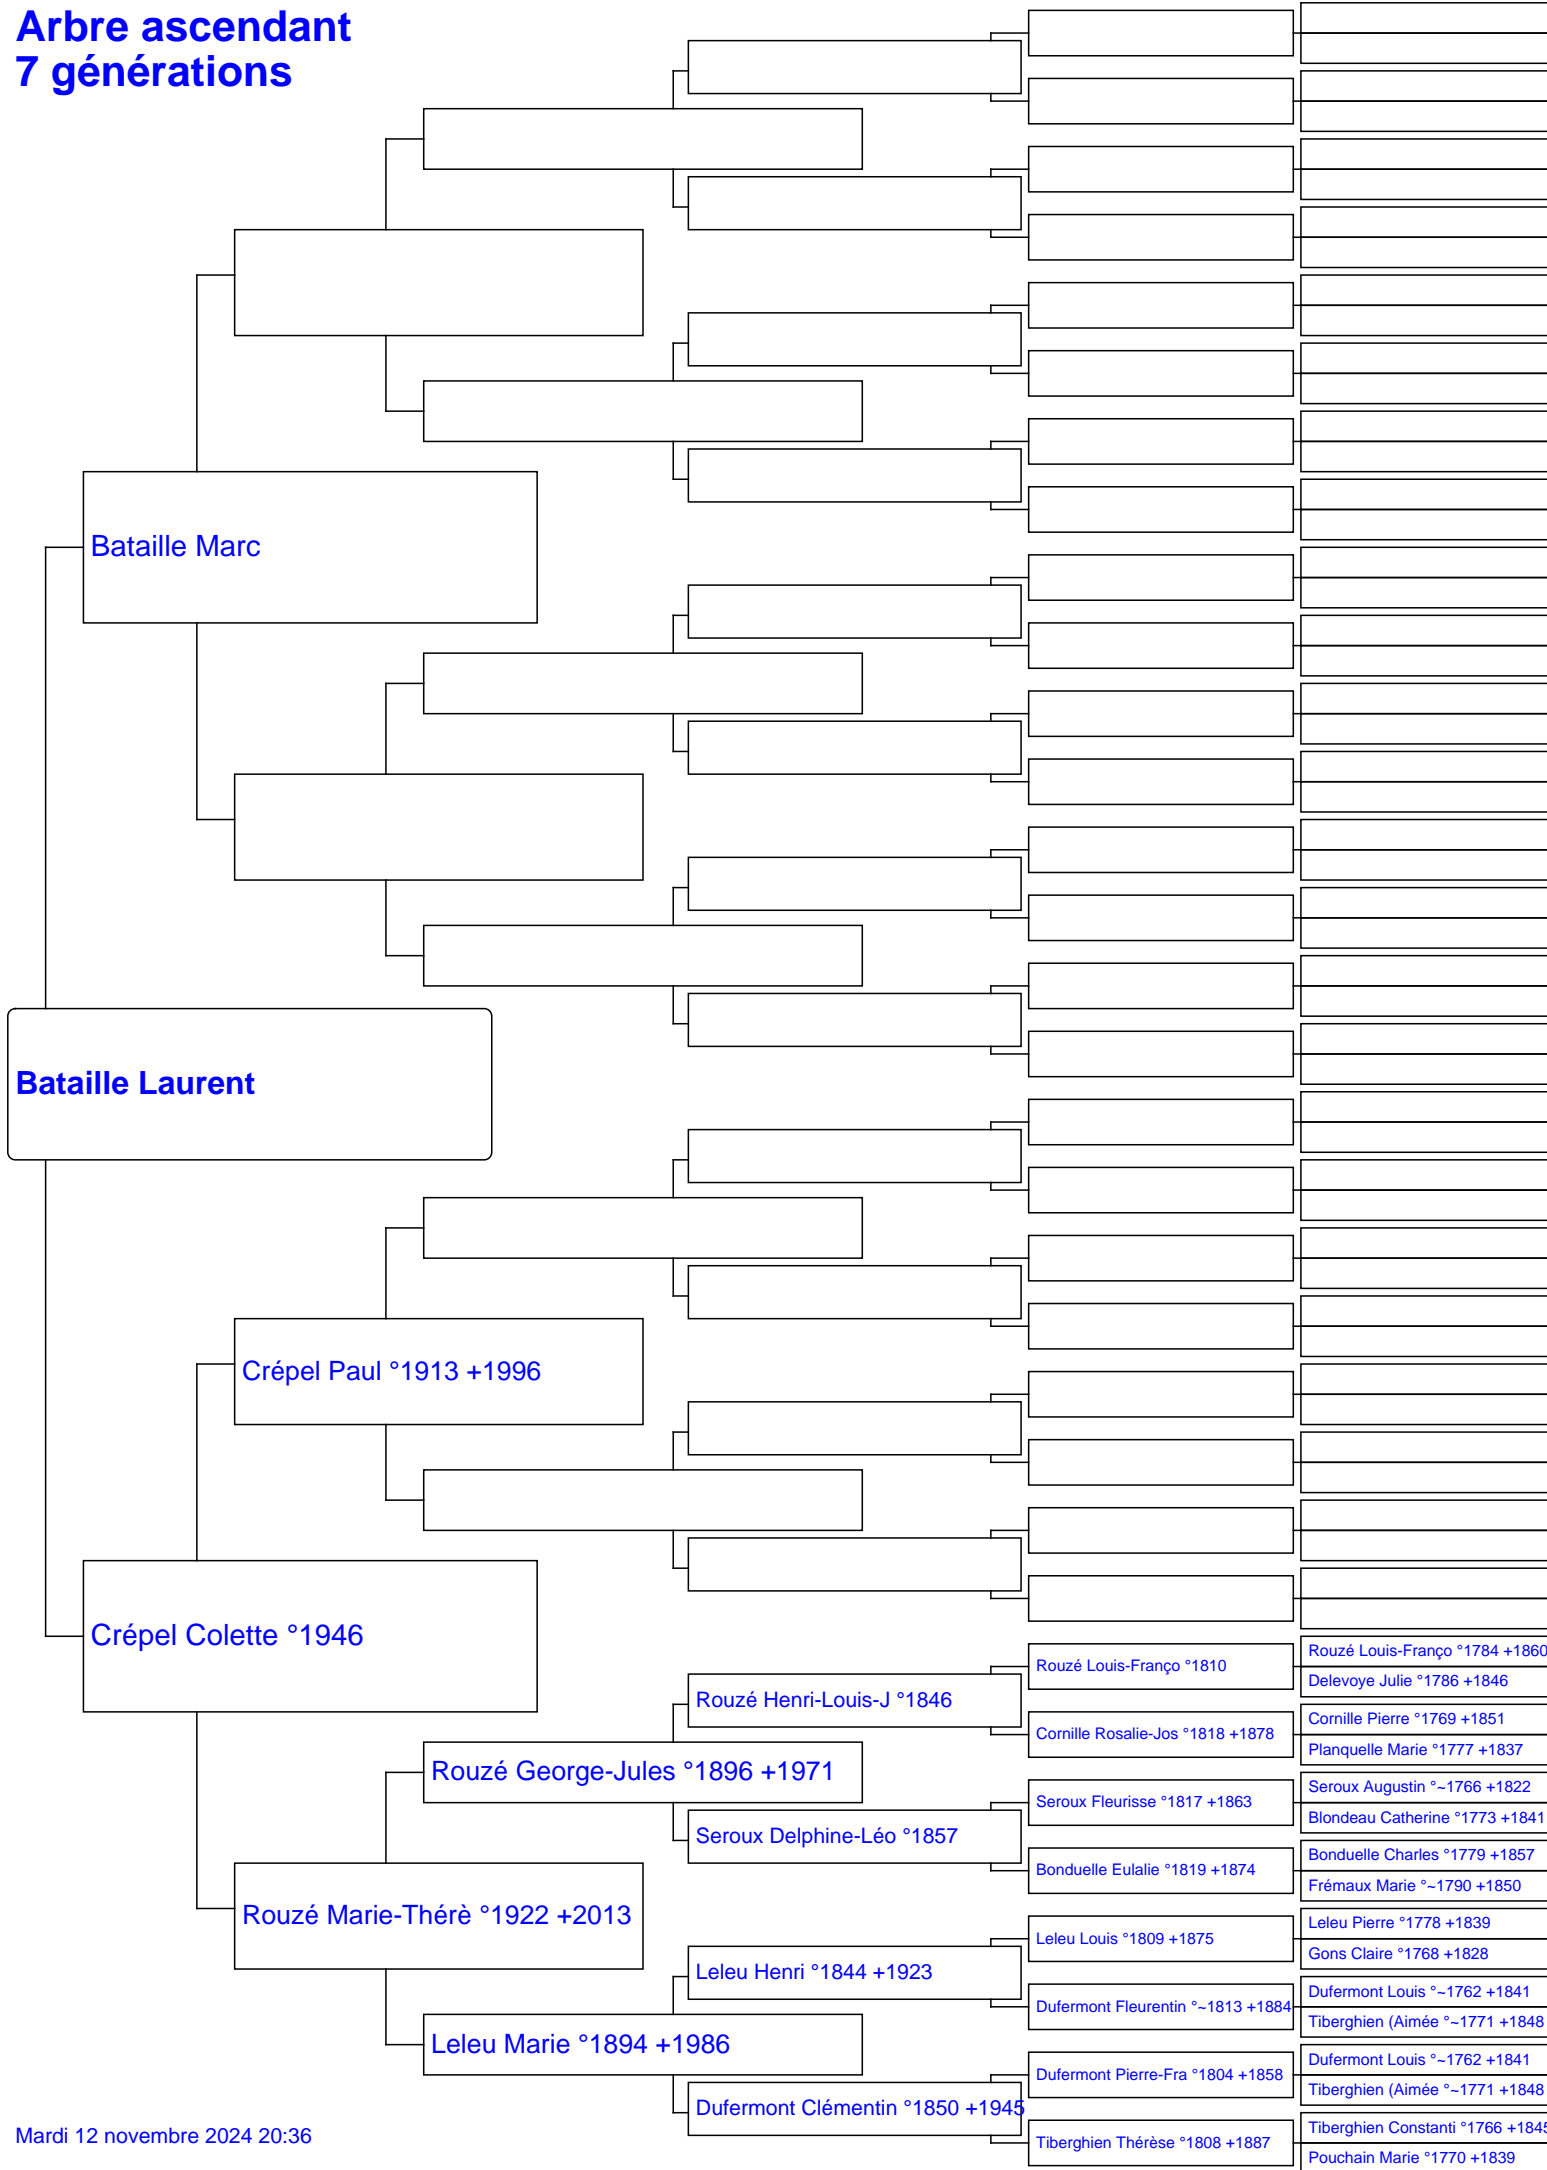 Arbre ascendant
7 générations
Bataille Marc
Bataille Laurent
Crépel Paul °1913 +1996
Crépel Colette °1946
Rouzé Louis-Franço °1784 +1860
Rouzé Louis-Franço °1810
Delevoye Julie °1786 +1846
Rouzé Henri-Louis-J °1846
Cornille Pierre °1769 +1851
Cornille Rosalie-Jos °1818 +1878
Planquelle Marie °1777 +1837
Rouzé George-Jules °1896 +1971
Seroux Augustin °~1766 +1822
Seroux Fleurisse °1817 +1863
Blondeau Catherine °1773 +1841
Seroux Delphine-Léo °1857
Bonduelle Charles °1779 +1857
Bonduelle Eulalie °1819 +1874
Frémaux Marie °~1790 +1850
Rouzé Marie-Thérè °1922 +2013
Leleu Pierre °1778 +1839
Leleu Louis °1809 +1875
Gons Claire °1768 +1828
Leleu Henri °1844 +1923
Dufermont Louis °~1762 +1841
Dufermont Fleurentin °~1813 +1884
Tiberghien (Aimée °~1771 +1848
Leleu Marie °1894 +1986
Dufermont Louis °~1762 +1841
Dufermont Pierre-Fra °1804 +1858
Tiberghien (Aimée °~1771 +1848
Dufermont Clémentin °1850 +1945
Tiberghien Constanti °1766 +1845
Tiberghien Thérèse °1808 +1887
Pouchain Marie °1770 +1839
Mardi 12 novembre 2024 20:36